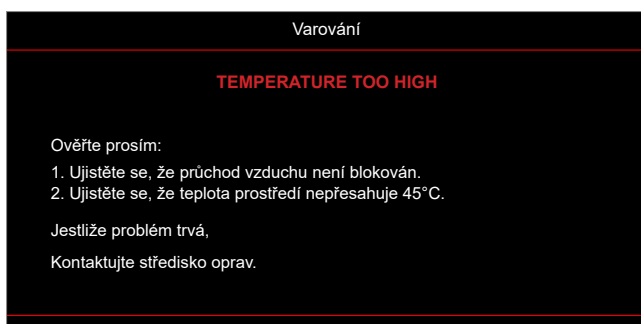 Varování
TEMPERATURE TOO HIGH
Ověřte prosím:
1. Ujistěte se, že průchod vzduchu není blokován.
2. Ujistěte se, že teplota prostředí nepřesahuje 45°C.
Jestliže problém trvá,
Kontaktujte středisko oprav.